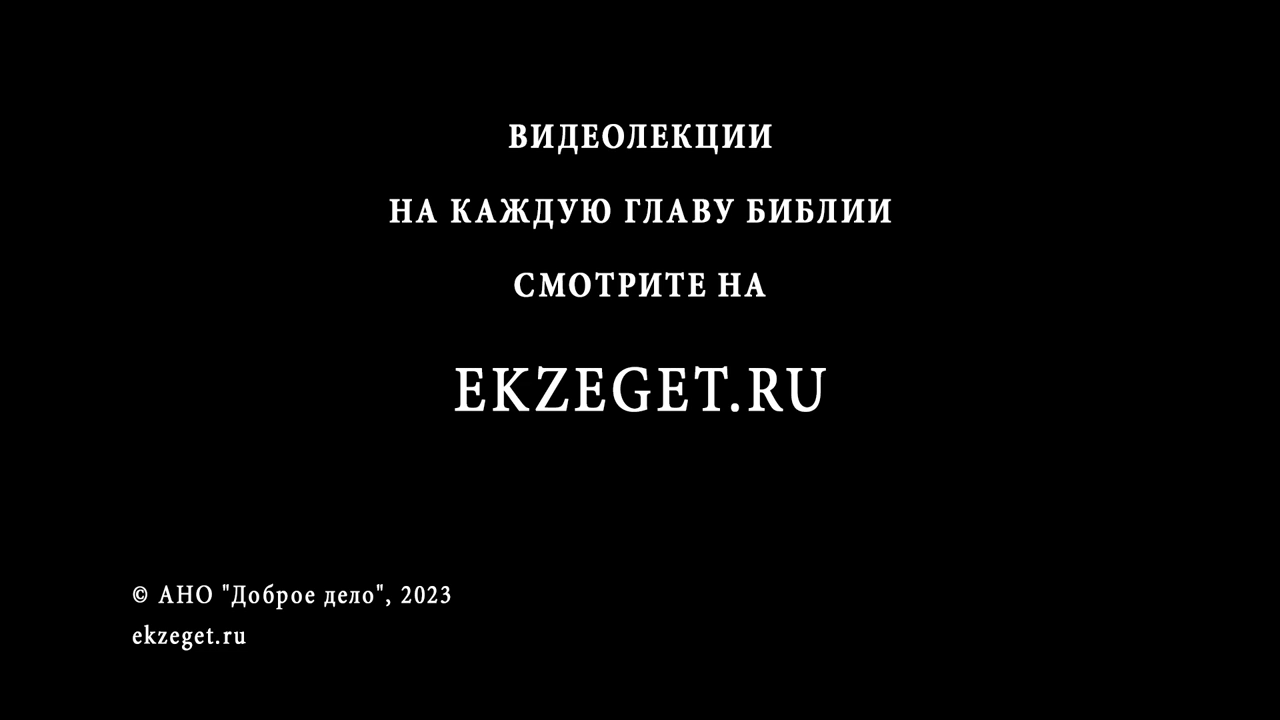 ВИДЕОЛЕКЦИИ
НА КАЖДУЮ ГЛАВУ БИБЛИИ
СМОТРИТЕ НА
EKZEGET.RU
© АНО "Доброе дело", 2023
ekzeget.ru